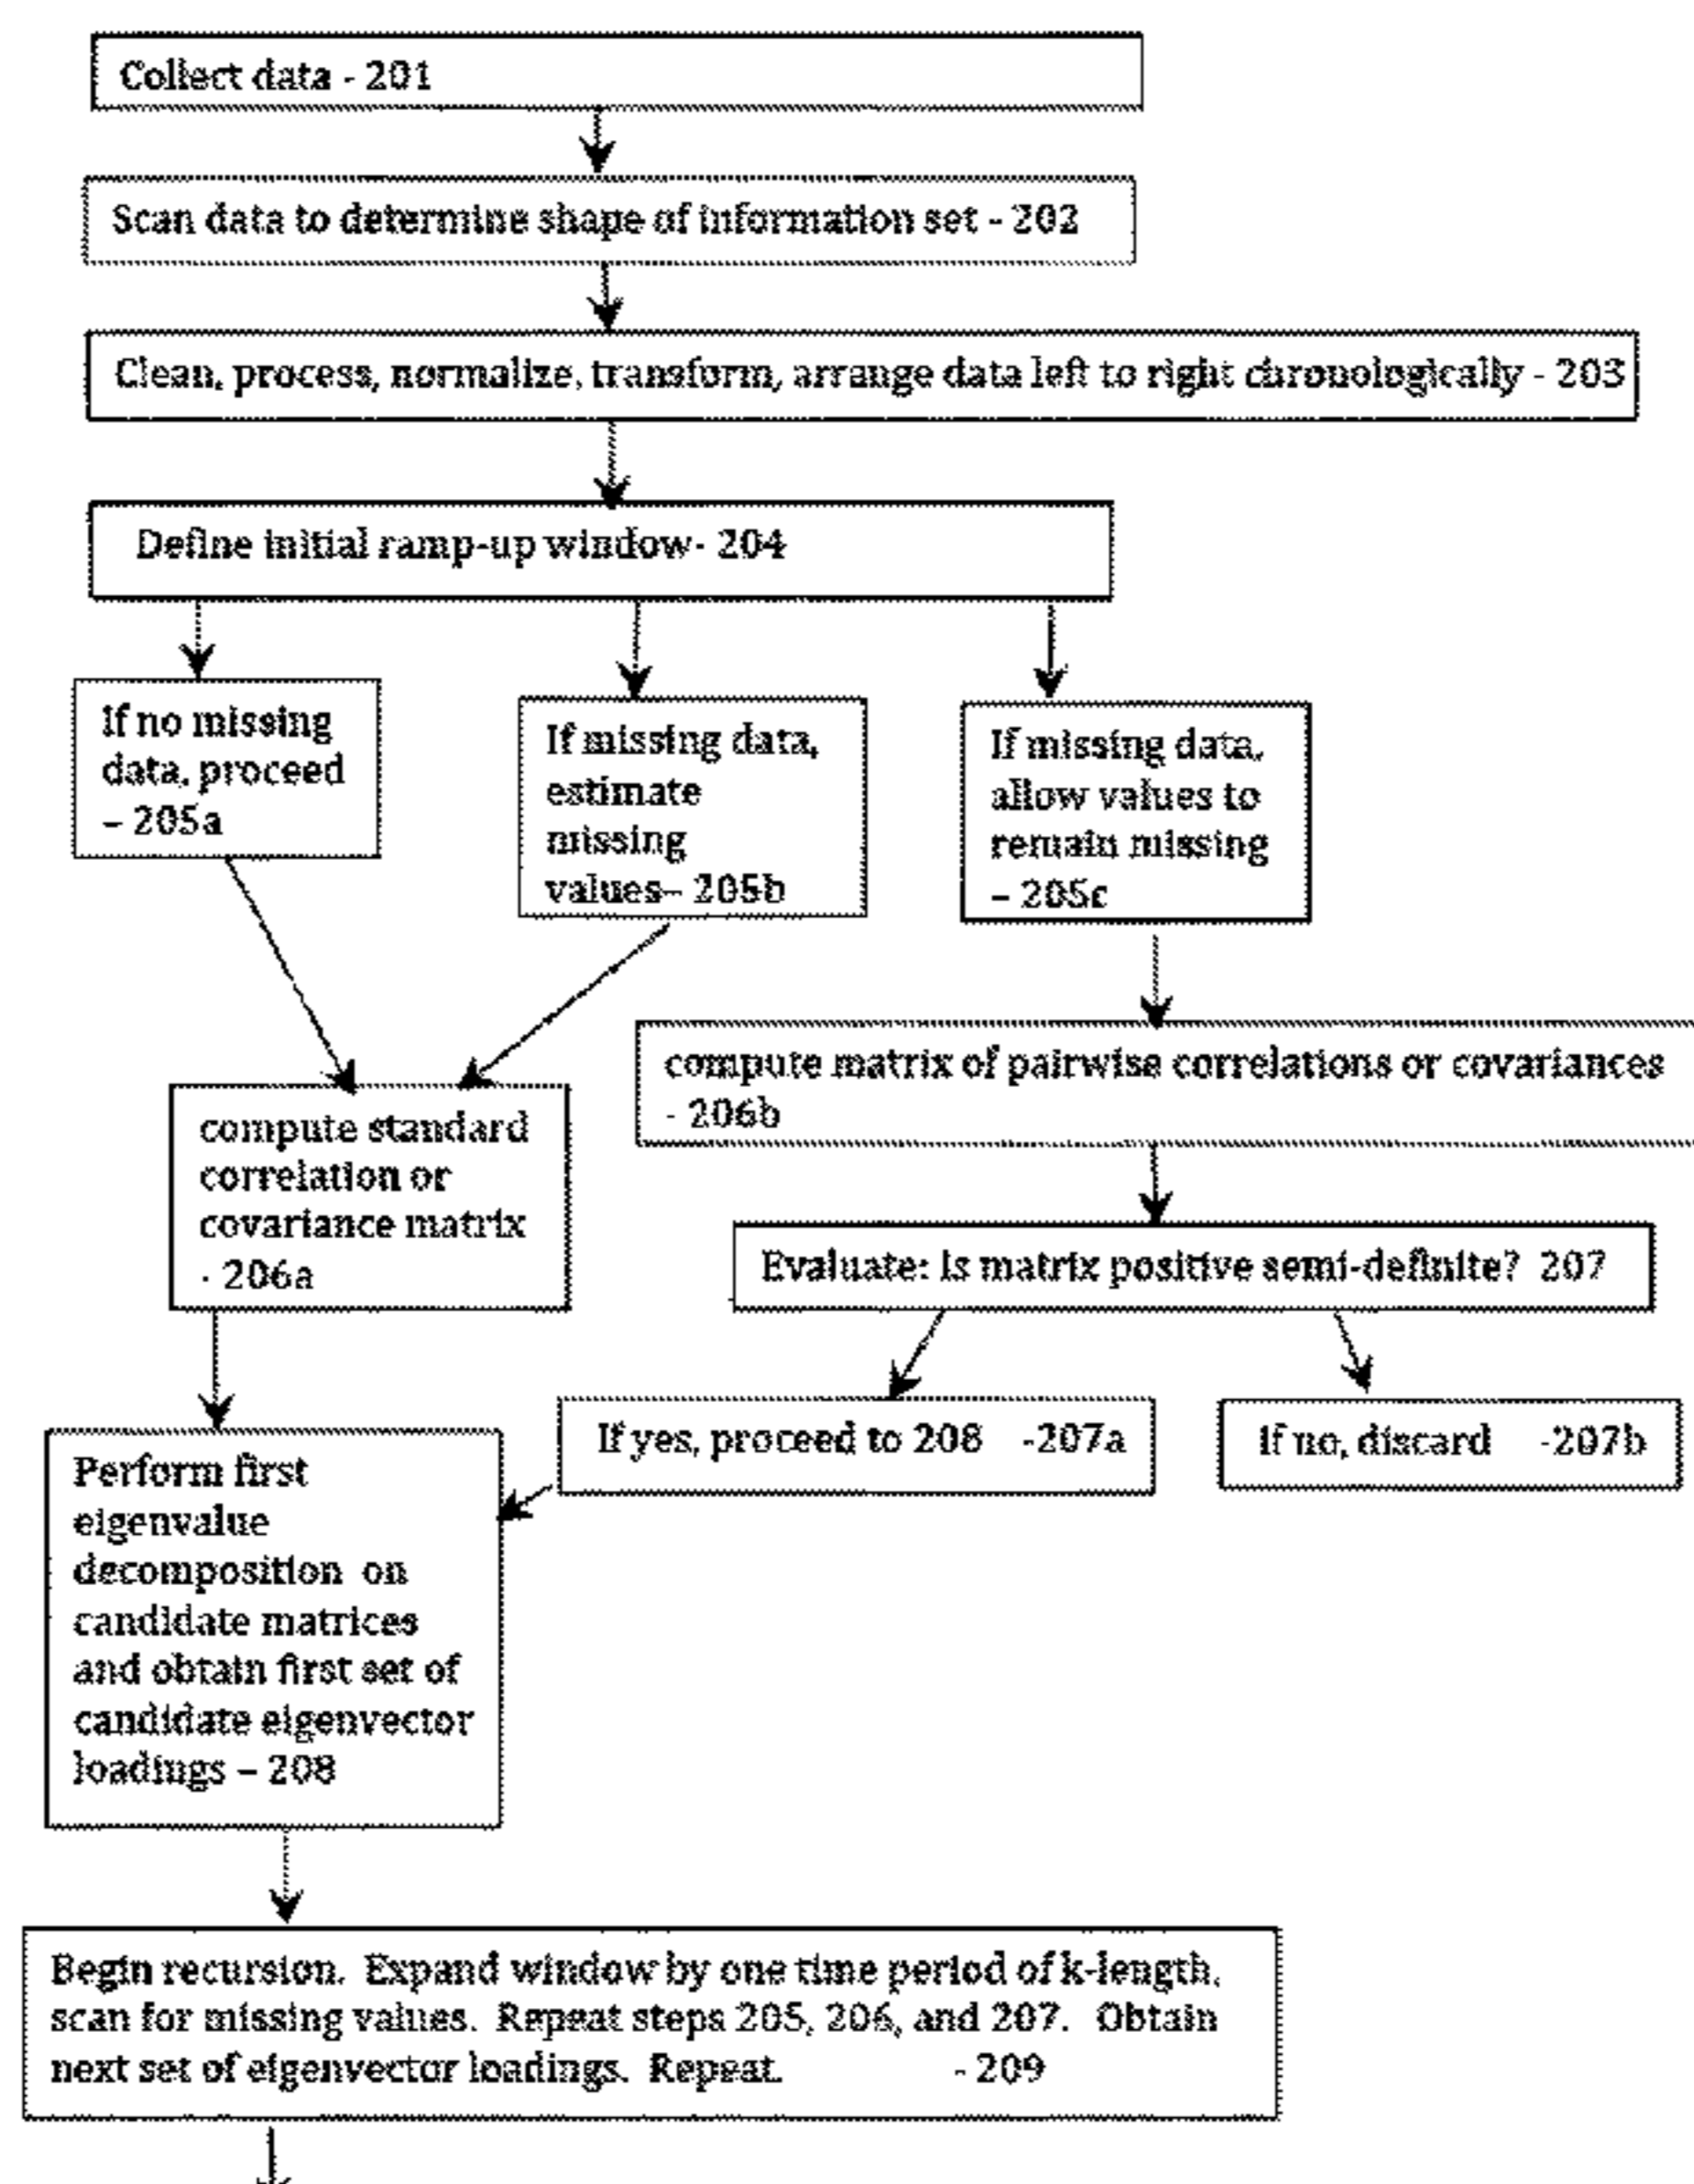 Collect data - 201
Scan data to determine shape of information set - 202
Clean, process, normalize, transform, arrange data left to right chronologically - 203
Define initial ramp-up window- 204
If no missing
data, proceed
– 205a
If missing data,
estimate
missing
values– 205b
If missing data,
allow values to
remain missing
– 205c
compute matrix of pairwise correlations or covariances
- 206b
compute standard
correlation or
covariance matrix
- 206a
Evaluate: Is matrix positive semi-definite? 207
If yes, proceed to 208 -207a
If no, discard -207b
Perform first
eigenvalue
decomposition on
candidate matrices
and obtain first set of
candidate eigenvector
loadings – 208
Begin recursion. Expand window by one time period of k-length,
scan for missing values. Repeat steps 205, 206, and 207. Obtain
next set of eigenvector loadings. Repeat. - 209